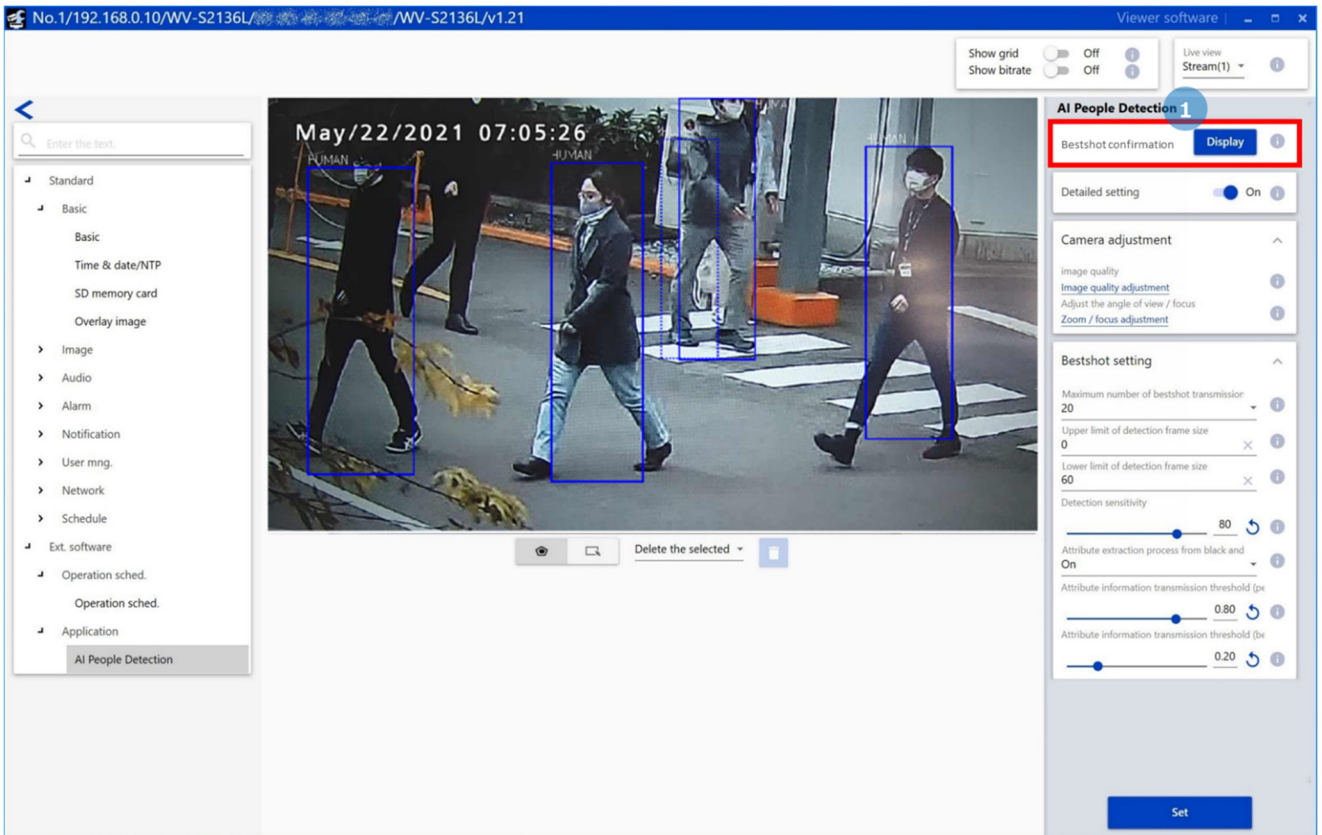 No.1/192.168.0.10/WV-S2136L/ /WV-S2136L/v1.21
Viewer software
Show grid Off
Show bitrate Off
Live view
Stream(1)
Enter the text.
Standard
Basic
Basic
Time & date/NTP
SD memory card
Overlay image
Image
Audio
Alarm
Notification
User mng.
Network
Schedule
Ext. software
Operation sched.
Operation sched.
Application
AI People Detection
May/22/2021 07:05:26
HUMAN
HUMAN
HUMAN
Delete the selected
AI People Detection
1
Bestshot confirmation Display
Detailed setting On
Camera adjustment
image quality
Image quality adjustment
Adjust the angle of view / focus
Zoom / focus adjustment
Bestshot setting
Maximum number of bestshot transmission
20
Upper limit of detection frame size
0
Lower limit of detection frame size
60
Detection sensitivity
80
Attribute extraction process from black and
On
Attribute information transmission threshold (pe
0.80
Attribute information transmission threshold (be
0.20
Set